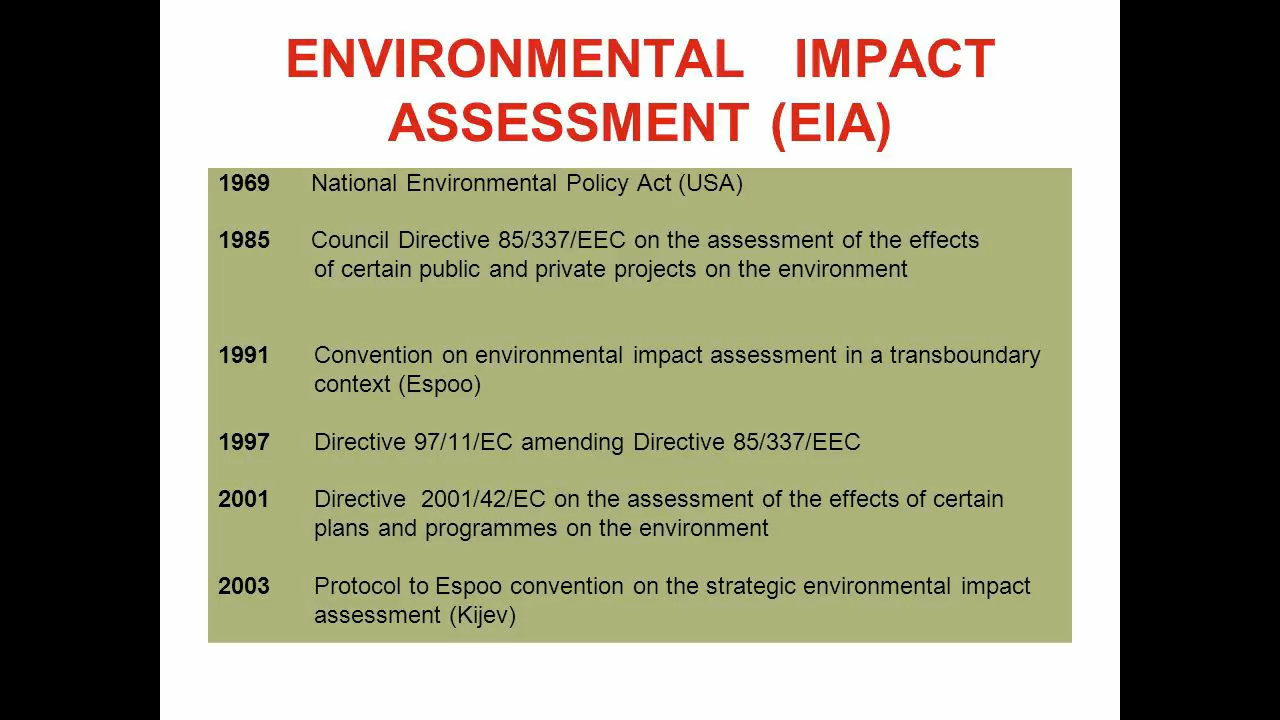 ENVIRONMENTAL IMPACT
ASSESSMENT (EIA)
1969 National Environmental Policy Act (USA)
1985 Council Directive 85/337/EEC on the assessment of the effects
of certain public and private projects on the environment
1991 Convention on environmental impact assessment in a transboundary
context (Espoo)
1997 Directive 97/11/EC amending Directive 85/337/EEC
2001 Directive 2001/42/EC on the assessment of the effects of certain
plans and programmes on the environment
2003 Protocol to Espoo convention on the strategic environmental impact
assessment (Kijev)